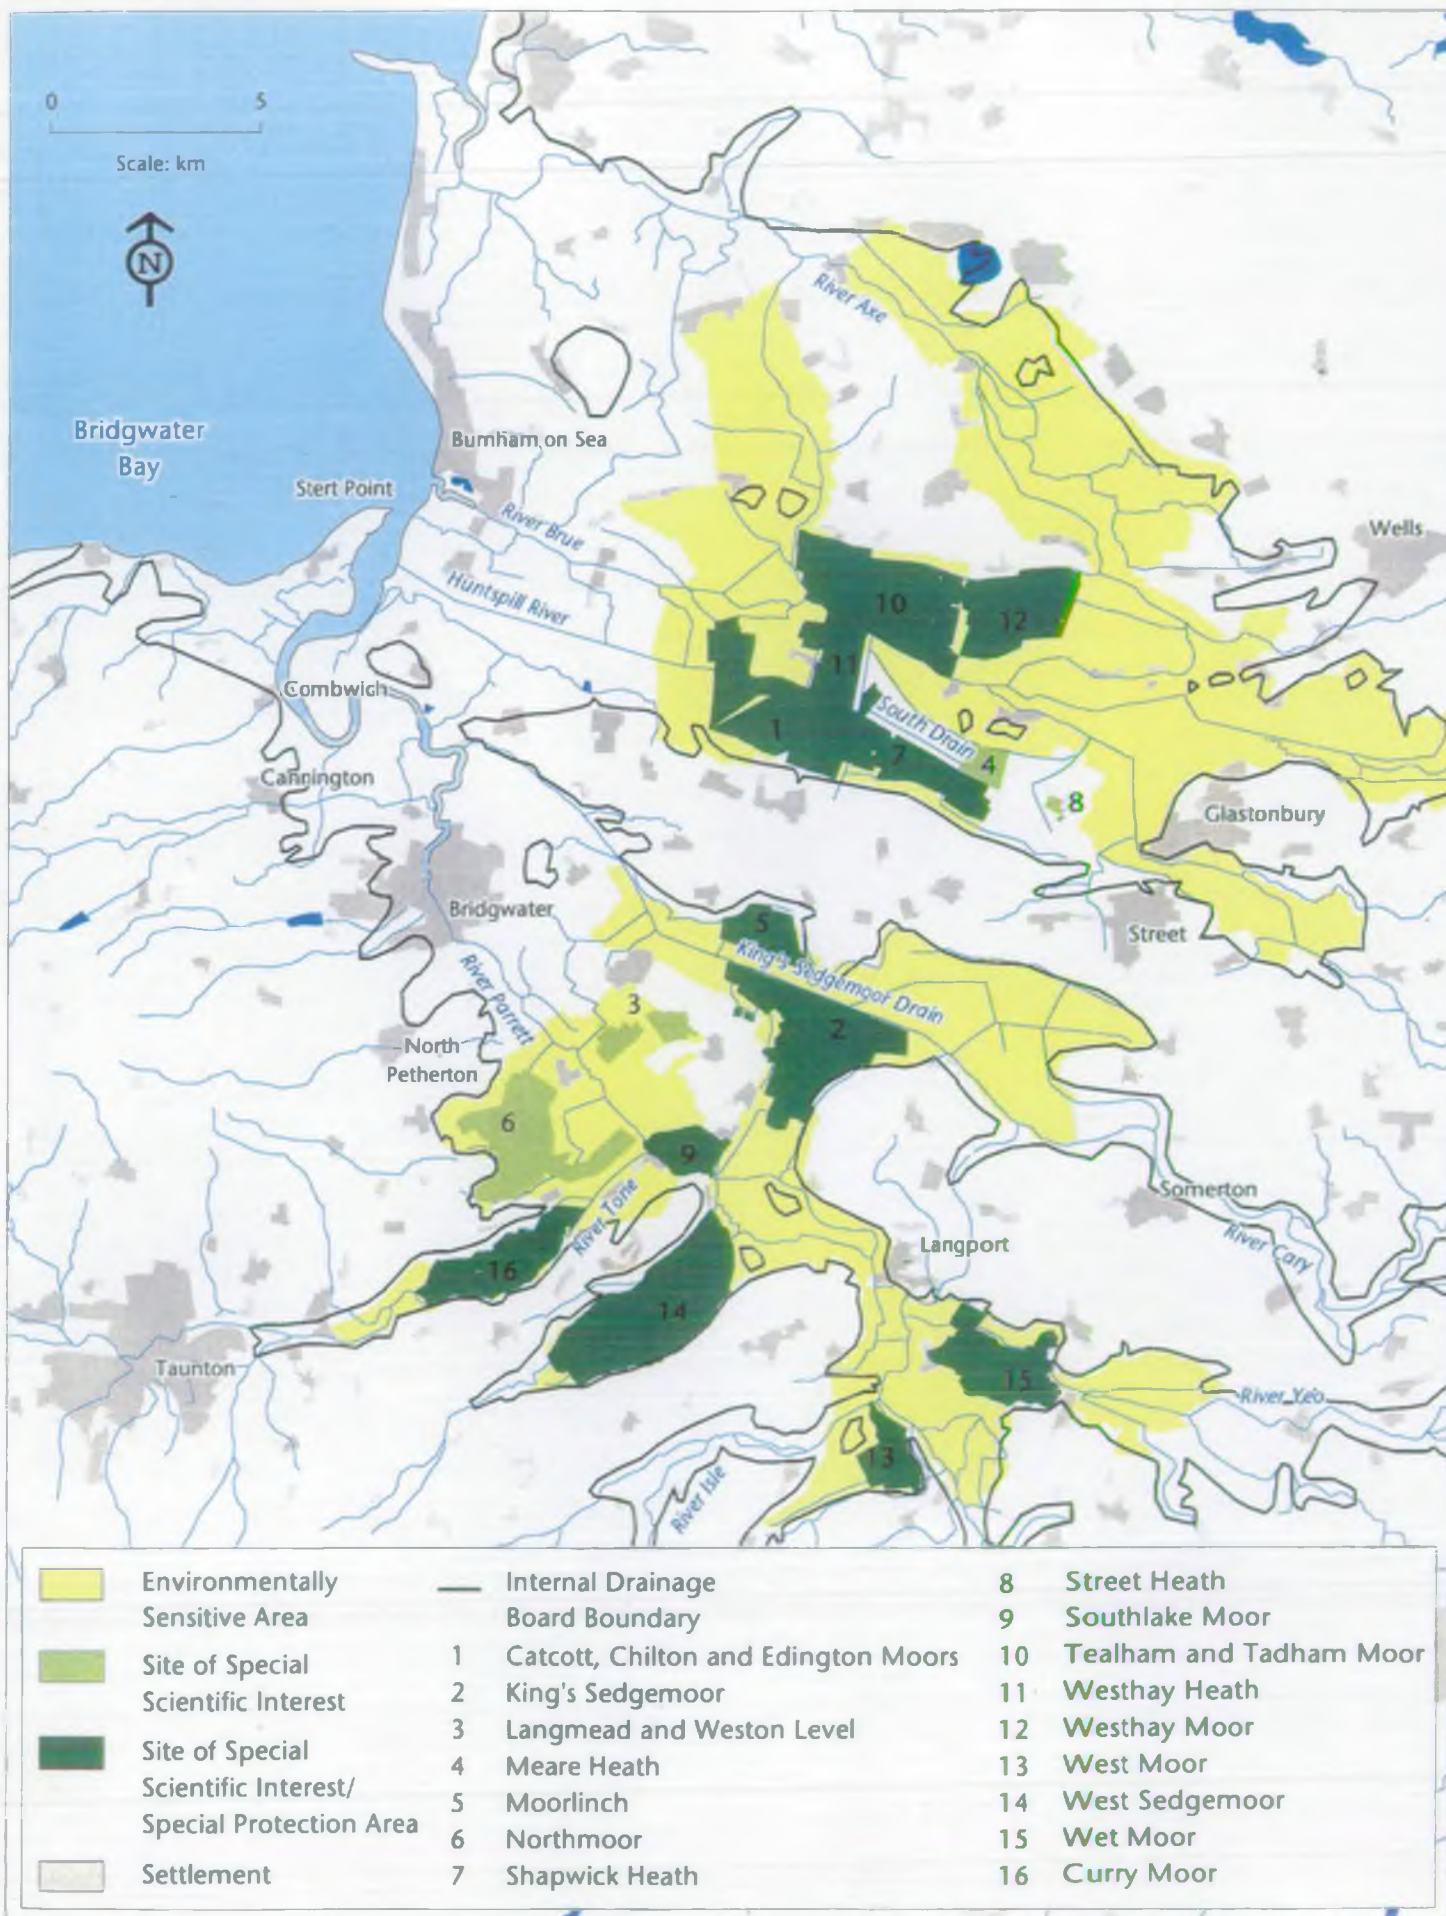 0 5
Scale: km
N
River Axe
Bridgwater
Bay
Burnham on Sea
Stert Point
River Brue
Wells
Huntspill River
10
12
11
Combwich
South Drain
1
7
4
8
Cannington
Glastonbury
Bridgwater
5
Street
King's Sedgemoor Drain
River Parrett
3
2
North
Petherton
6
9
Somerton
River Tone
Langport
River Cary
16
14
Taunton
15
River Yeo
13
River Isle
Environmentally
Sensitive Area
Site of Special
Scientific Interest
Site of Special
Scientific Interest/
Special Protection Area
Settlement
Internal Drainage
Board Boundary
1 Catcott, Chilton and Edington Moors
2 King's Sedgemoor
3 Langmead and Weston Level
4 Meare Heath
5 Moorlinch
6 Northmoor
7 Shapwick Heath
8 Street Heath
9 Southlake Moor
10 Tealham and Tadham Moor
11 Westhay Heath
12 Westhay Moor
13 West Moor
14 West Sedgemoor
15 Wet Moor
16 Curry Moor